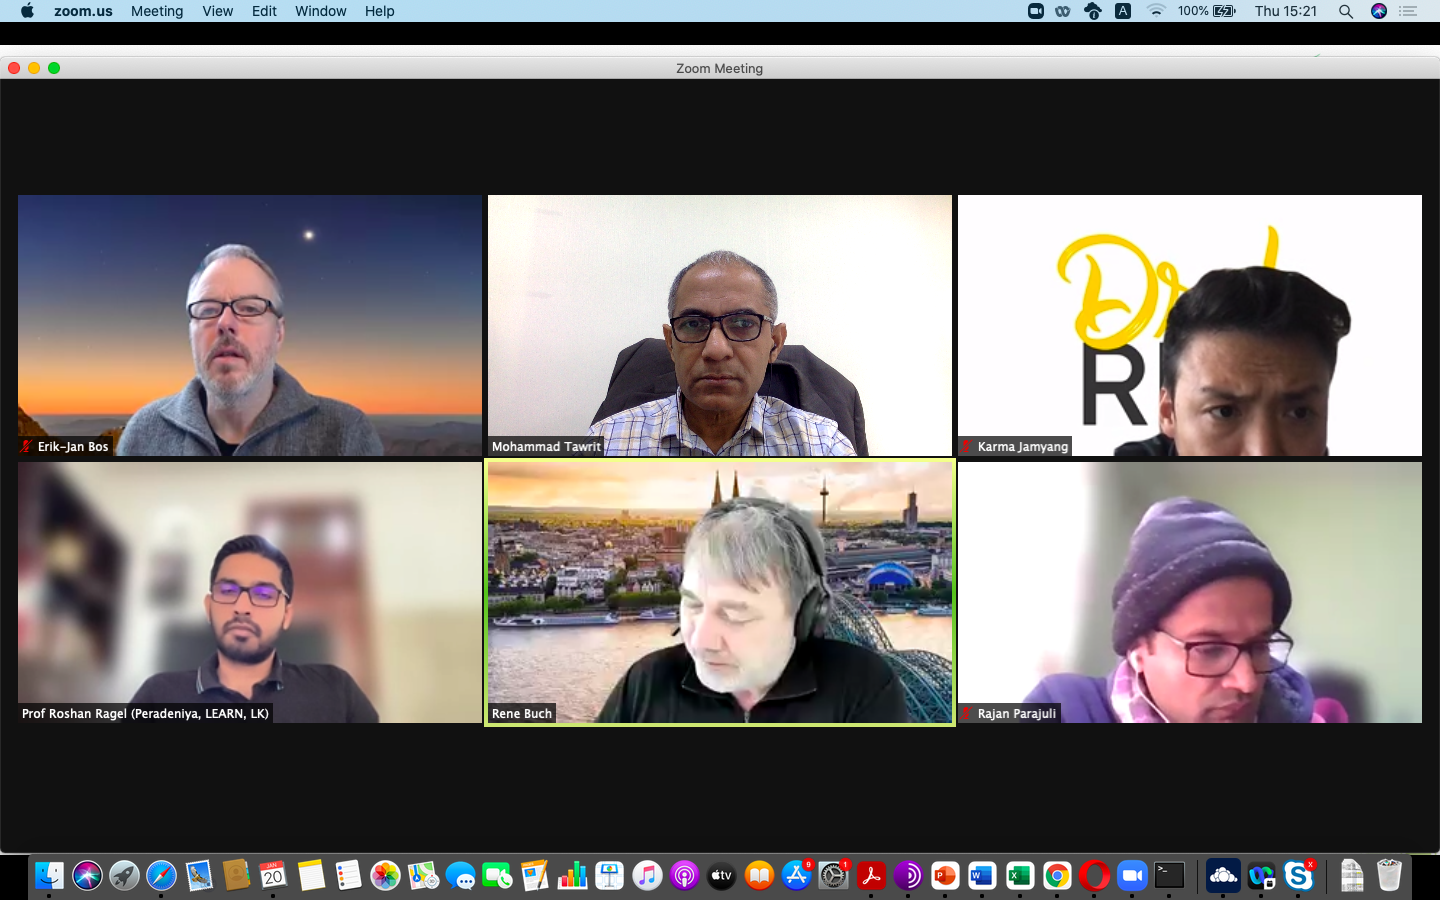 zoom.us Meeting View Edit Window Help
A 100% Thu 15:21
Zoom Meeting
Erik-Jan Bos
Mohammad Tawrit
Karma Jamyang
Prof Roshan Ragel (Peradeniya, LEARN, LK)
Rene Buch
Rajan Parajuli
JAN
20
tv
9
1
P
W
X
>_
S
X